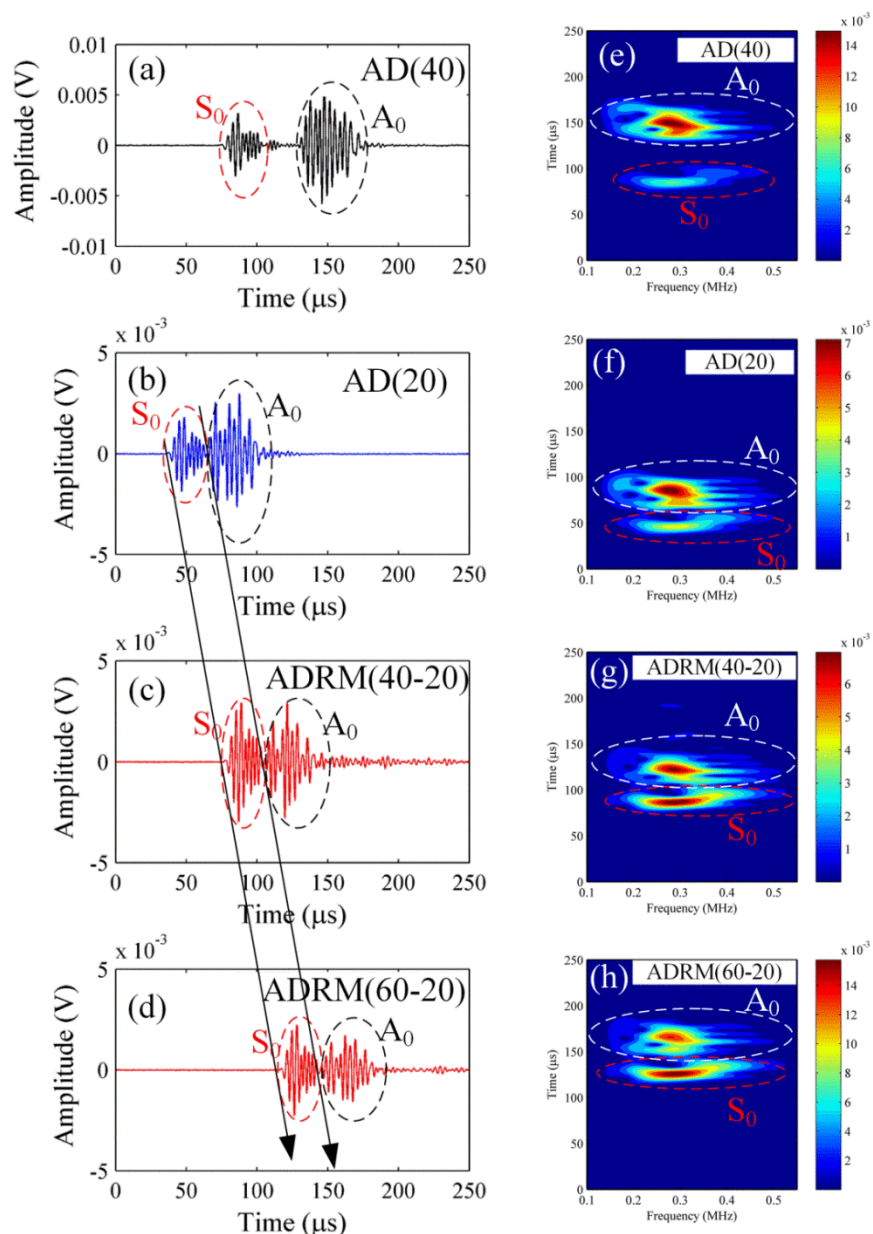 (a)
AD(40)
S₀
A₀
Amplitude (V)
0.01
0.005
0
-0.005
-0.01
0 50 100 150 200 250
Time (μs)
x 10⁻³
(b)
AD(20)
S₀
A₀
Amplitude (V)
5
0
-5
0 50 100 150 200 250
Time (μs)
x 10⁻³
(c)
ADRM(40-20)
S₀
A₀
Amplitude (V)
5
0
-5
0 50 100 150 200 250
Time (μs)
x 10⁻³
(d)
ADRM(60-20)
S₀
A₀
Amplitude (V)
5
0
-5
0 50 100 150 200 250
Time (μs)
x 10⁻³
(e)
AD(40)
A₀
S₀
Time (μs)
250
200
150
100
50
0
0.1 0.2 0.3 0.4 0.5
Frequency (MHz)
14
12
10
8
6
4
2
x 10⁻³
(f)
AD(20)
A₀
S₀
Time (μs)
250
200
150
100
50
0
0.1 0.2 0.3 0.4 0.5
Frequency (MHz)
7
6
5
4
3
2
1
x 10⁻³
(g)
ADRM(40-20)
A₀
S₀
Time (μs)
250
200
150
100
50
0
0.1 0.2 0.3 0.4 0.5
Frequency (MHz)
6
5
4
3
2
1
x 10⁻³
(h)
ADRM(60-20)
A₀
S₀
Time (μs)
250
200
150
100
50
0
0.1 0.2 0.3 0.4 0.5
Frequency (MHz)
14
12
10
8
6
4
2